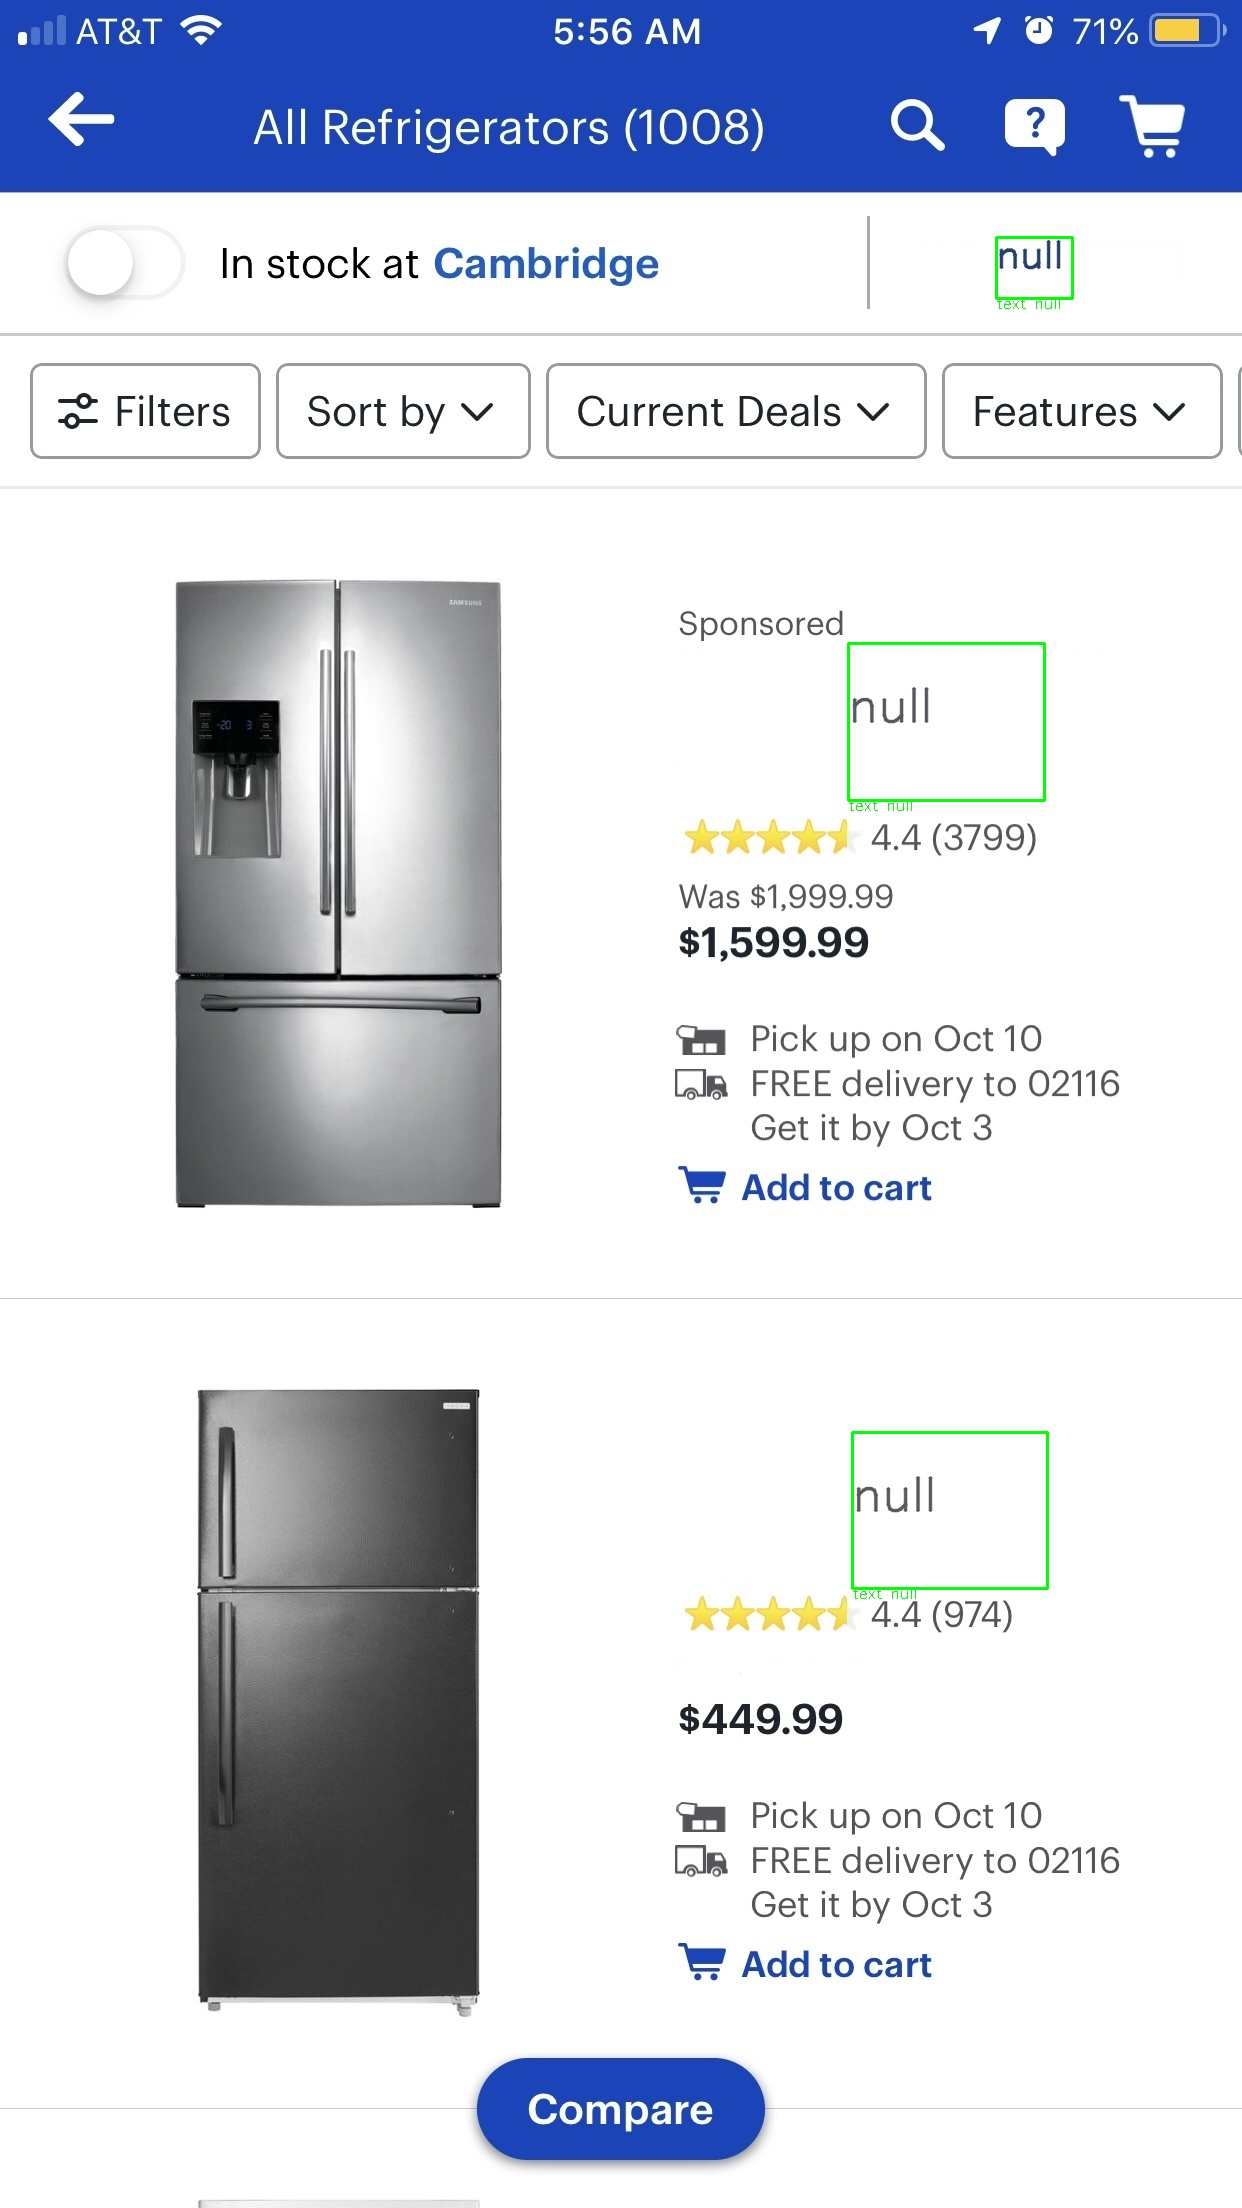 AT&T 5:56 AM 71%
All Refrigerators (1008)
In stock at Cambridge
null
text null
Filters Sort by Current Deals Features
SAMSUNG
Sponsored
null
text null
4.4 (3799)
Was $1,999.99
$1,599.99
Pick up on Oct 10
FREE delivery to 02116
Get it by Oct 3
Add to cart
null
text null
4.4 (974)
$449.99
Pick up on Oct 10
FREE delivery to 02116
Get it by Oct 3
Add to cart
Compare